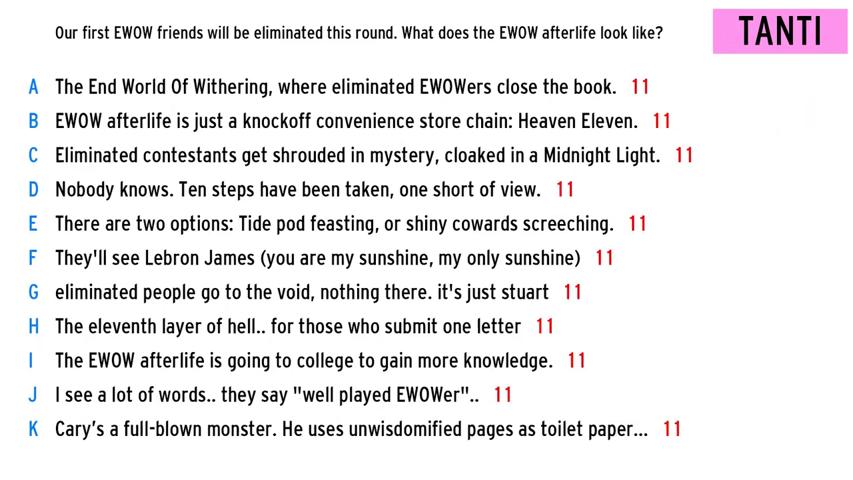 Our first EWOW friends will be eliminated this round. What does the EWOW afterlife look like?
TANTI
A The End World Of Withering, where eliminated EWOWers close the book. 11
B EWOW afterlife is just a knockoff convenience store chain: Heaven Eleven. 11
C Eliminated contestants get shrouded in mystery, cloaked in a Midnight Light. 11
D Nobody knows. Ten steps have been taken, one short of view. 11
E There are two options: Tide pod feasting, or shiny cowards screeching. 11
F They'll see Lebron James (you are my sunshine, my only sunshine) 11
G eliminated people go to the void, nothing there. it's just stuart 11
H The eleventh layer of hell.. for those who submit one letter 11
I The EWOW afterlife is going to college to gain more knowledge. 11
J I see a lot of words.. they say "well played EWOWer".. 11
K Cary's a full-blown monster. He uses unwisdomified pages as toilet paper... 11